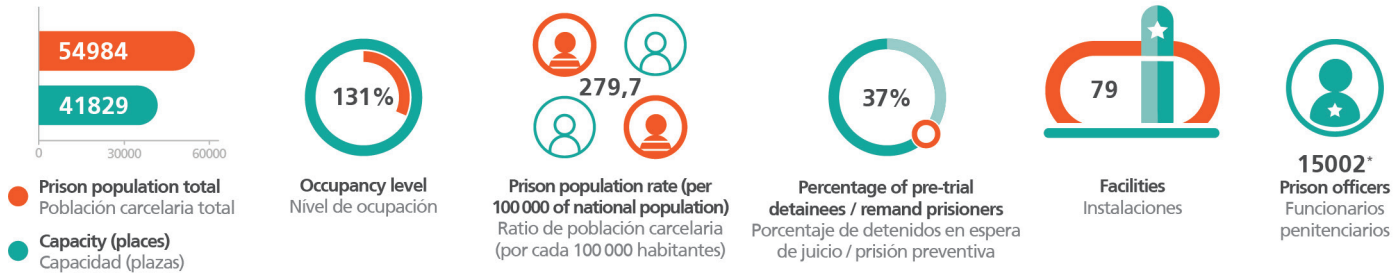 54984
41829
0
30000
60000
Prison population total
Población carcelaria total
Capacity (places)
Capacidad (plazas)
131%
Occupancy level
Nível de ocupación
279,7
Prison population rate (per
100 000 of national population)
Ratio de población carcelaria
(por cada 100 000 habitantes)
37%
Percentage of pre-trial
detainees / remand prisioners
Porcentaje de detenidos en espera
de juicio / prisión preventiva
79
Facilities
Instalaciones
15002*
Prison officers
Funcionarios
penitenciarios